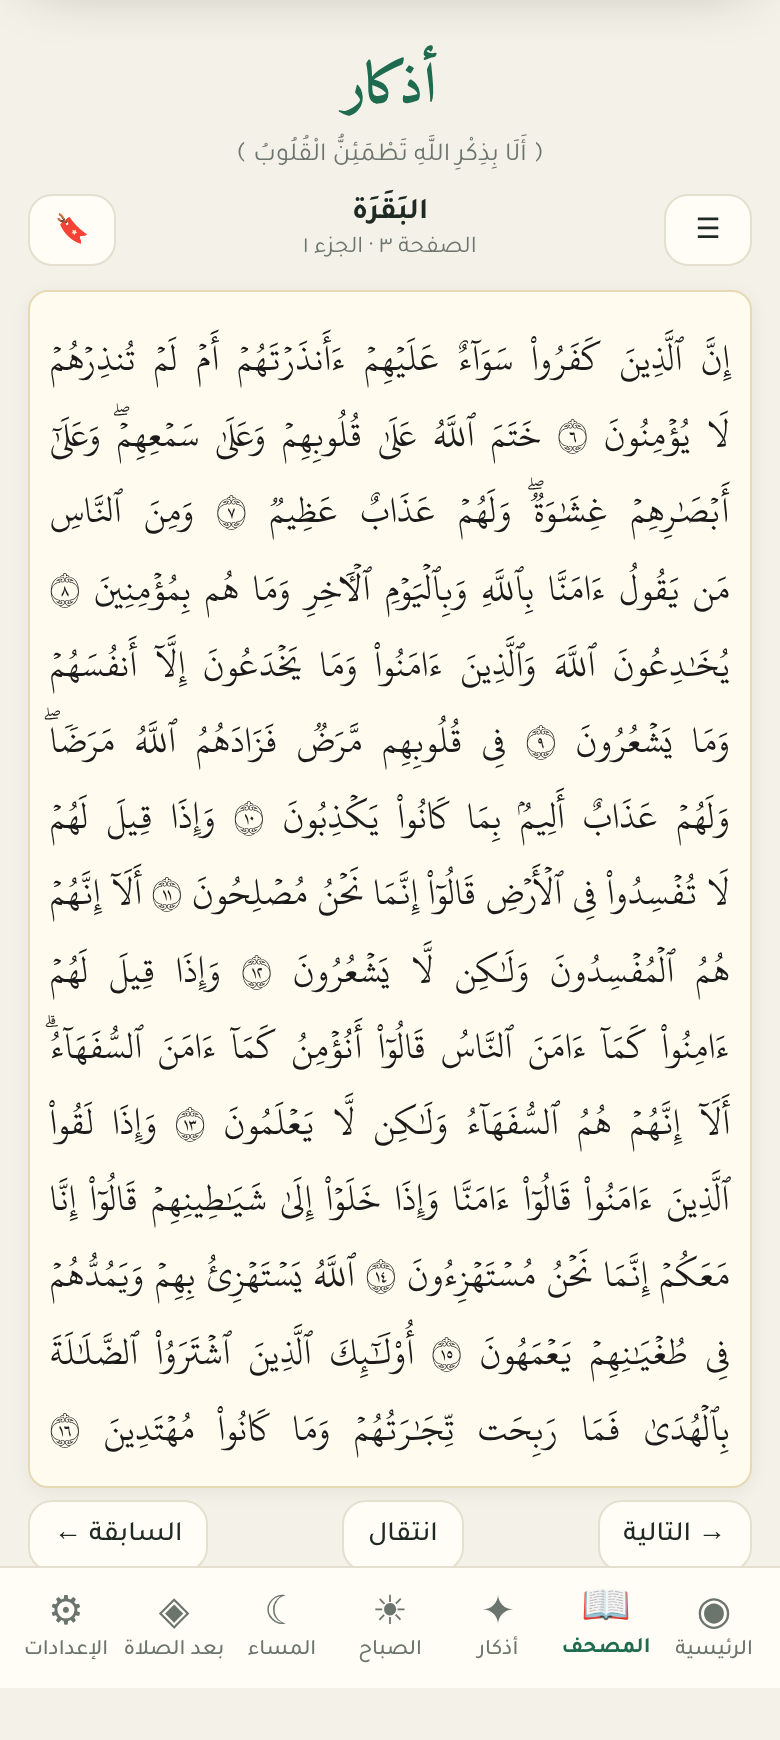 أذكار
﴿ أَلَا بِذِكْرِ اللَّهِ تَطْمَئِنُّ الْقُلُوبُ ﴾
البَقَرَة
الصفحة ٣ · الجزء ١
إِنَّ ٱلَّذِينَ كَفَرُوا۟ سَوَآءٌ عَلَيْهِمْ ءَأَنذَرْتَهُمْ أَمْ لَمْ تُنذِرْهُمْ
لَا يُؤْمِنُونَ ٦ خَتَمَ ٱللَّهُ عَلَىٰ قُلُوبِهِمْ وَعَلَىٰ سَمْعِهِمْ ۖ وَعَلَىٰٓ
أَبْصَـٰرِهِمْ غِشَـٰوَةٌ ۖ وَلَهُمْ عَذَابٌ عَظِيمٌ ٧ وَمِنَ ٱلنَّاسِ
مَن يَقُولُ ءَامَنَّا بِٱللَّهِ وَبِٱلْيَوْمِ ٱلْـَٔاخِرِ وَمَا هُم بِمُؤْمِنِينَ ٨
يُخَـٰدِعُونَ ٱللَّهَ وَٱلَّذِينَ ءَامَنُوا۟ وَمَا يَخْدَعُونَ إِلَّآ أَنفُسَهُمْ
وَمَا يَشْعُرُونَ ٩ فِى قُلُوبِهِم مَّرَضٌ فَزَادَهُمُ ٱللَّهُ مَرَضًا ۖ
وَلَهُمْ عَذَابٌ أَلِيمٌۢ بِمَا كَانُوا۟ يَكْذِبُونَ ١٠ وَإِذَا قِيلَ لَهُمْ
لَا تُفْسِدُوا۟ فِى ٱلْأَرْضِ قَالُوٓا۟ إِنَّمَا نَحْنُ مُصْلِحُونَ ١١ أَلَآ إِنَّهُمْ
هُمُ ٱلْمُفْسِدُونَ وَلَـٰكِن لَّا يَشْعُرُونَ ١٢ وَإِذَا قِيلَ لَهُمْ
ءَامِنُوا۟ كَمَآ ءَامَنَ ٱلنَّاسُ قَالُوٓا۟ أَنُؤْمِنُ كَمَآ ءَامَنَ ٱلسُّفَهَآءُ ۗ
أَلَآ إِنَّهُمْ هُمُ ٱلسُّفَهَآءُ وَلَـٰكِن لَّا يَعْلَمُونَ ١٣ وَإِذَا لَقُوا۟
ٱلَّذِينَ ءَامَنُوا۟ قَالُوٓا۟ ءَامَنَّا وَإِذَا خَلَوْا۟ إِلَىٰ شَيَـٰطِينِهِمْ قَالُوٓا۟ إِنَّا
مَعَكُمْ إِنَّمَا نَحْنُ مُسْتَهْزِءُونَ ١٤ ٱللَّهُ يَسْتَهْزِئُ بِهِمْ وَيَمُدُّهُمْ
فِى طُغْيَـٰنِهِمْ يَعْمَهُونَ ١٥ أُو۟لَـٰٓئِكَ ٱلَّذِينَ ٱشْتَرَوُا۟ ٱلضَّلَـٰلَةَ
بِٱلْهُدَىٰ فَمَا رَبِحَت تِّجَـٰرَتُهُمْ وَمَا كَانُوا۟ مُهْتَدِينَ ١٦
→ التالية
انتقال
السابقة ←
الرئيسية
المصحف
أذكار
الصباح
المساء
بعد الصلاة
الإعدادات